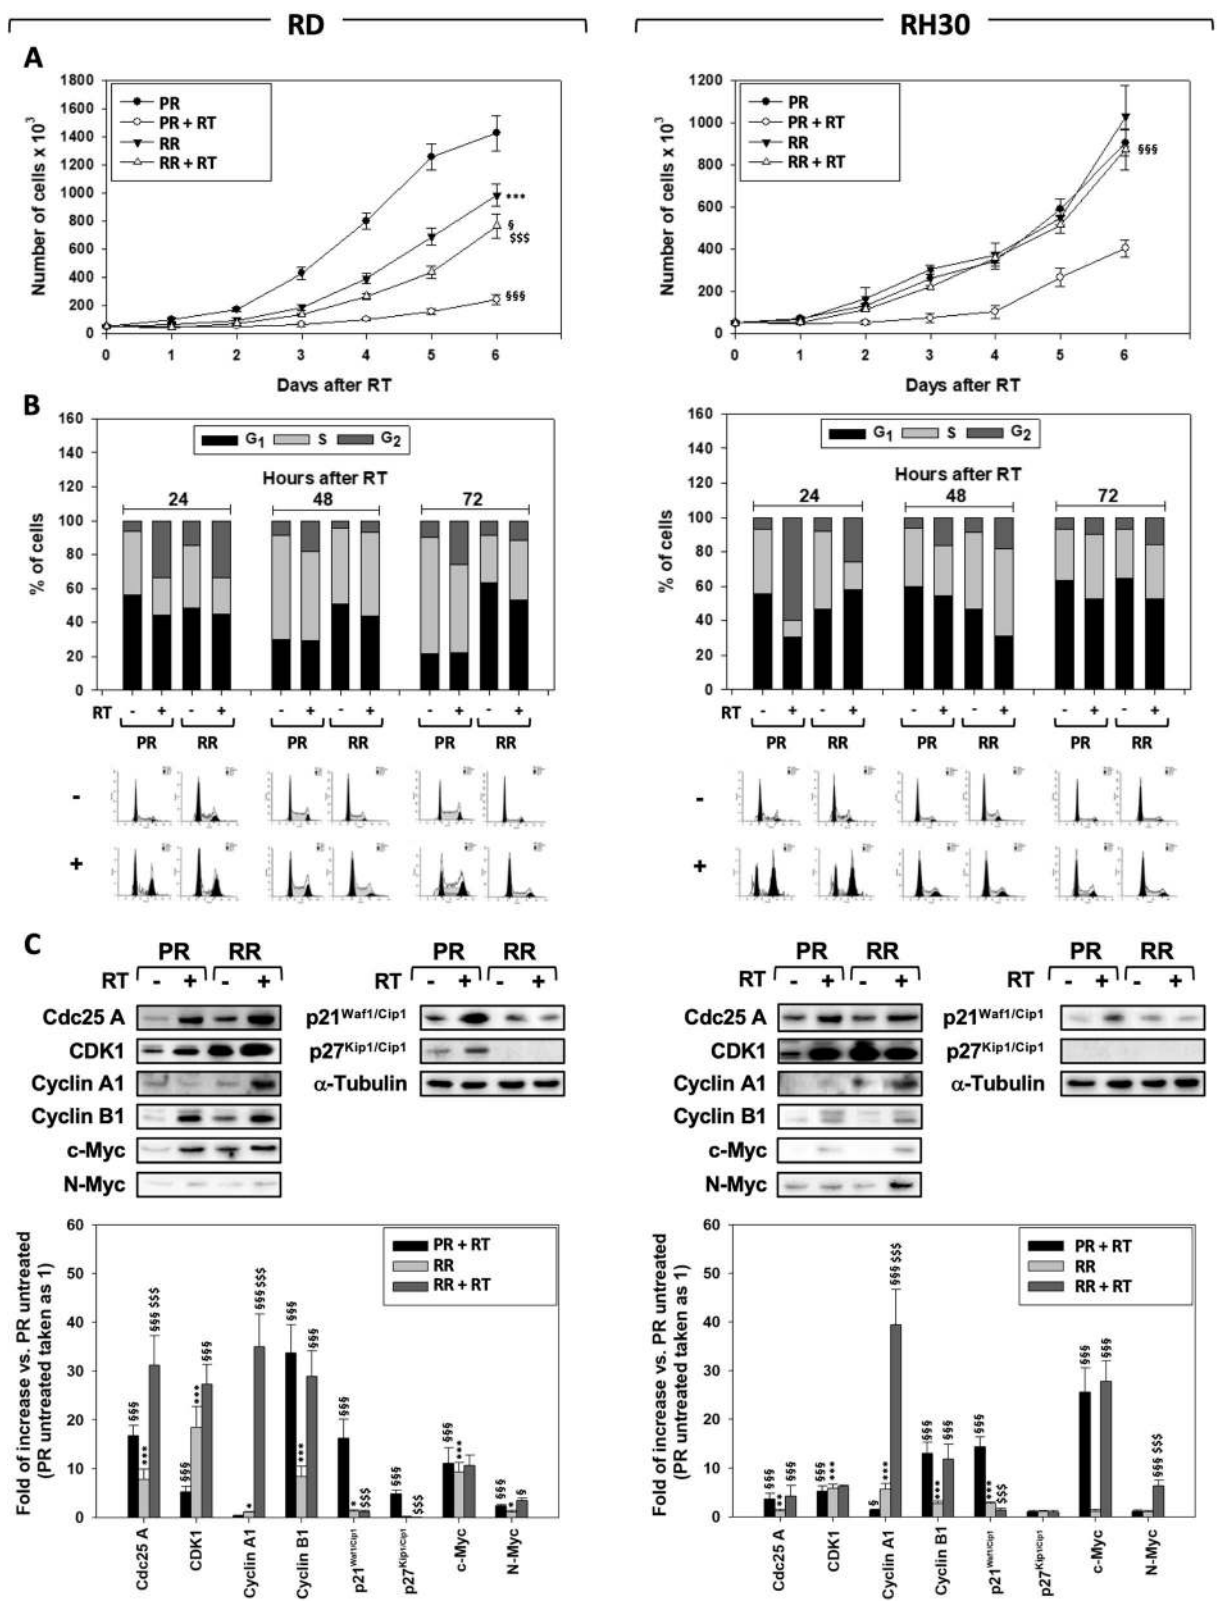 RD
RH30
A
1800
1600
1400
1200
1000
800
600
400
200
0
Number of cells x 10³
PR
PR + RT
RR
RR + RT
***
§
$$$
§§§
0 1 2 3 4 5 6
Days after RT
1200
1000
800
600
400
200
0
Number of cells x 10³
PR
PR + RT
RR
RR + RT
§§§
0 1 2 3 4 5 6
Days after RT
B
160
140
120
100
80
60
40
20
0
% of cells
G₁ S G₂
Hours after RT
24 48 72
RT - + - + - + - + - + - +
PR RR PR RR PR RR
-
+
160
140
120
100
80
60
40
20
0
% of cells
G₁ S G₂
Hours after RT
24 48 72
RT - + - + - + - + - + - +
PR RR PR RR PR RR
-
+
C
PR RR
RT - + - +
Cdc25 A
CDK1
Cyclin A1
Cyclin B1
c-Myc
N-Myc
PR RR
RT - + - +
p21Waf1/Cip1
p27Kip1/Cip1
α-Tubulin
PR RR
RT - + - +
Cdc25 A
CDK1
Cyclin A1
Cyclin B1
c-Myc
N-Myc
PR RR
RT - + - +
p21Waf1/Cip1
p27Kip1/Cip1
α-Tubulin
60
50
40
30
20
10
0
Fold of increase vs. PR untreated
(PR untreated taken as 1)
PR + RT
RR
RR + RT
§§§ *** §§§ $$$
§§§ *** §§§
* §§§ $$$
§§§ *** §§§
§§§ * $$$
§§§ $$$
§§§ ***
§§§ * §
Cdc25 A
CDK1
Cyclin A1
Cyclin B1
p21Waf1/Cip1
p27Kip1/Cip1
c-Myc
N-Myc
60
50
40
30
20
10
0
Fold of increase vs. PR untreated
(PR untreated taken as 1)
PR + RT
RR
RR + RT
§§§ ** §§§
§§§ ***
§ *** §§§ $$$
§§§ *** §§§
§§§ *** $$$
§§§ §§§
§§§ $$$
Cdc25 A
CDK1
Cyclin A1
Cyclin B1
p21Waf1/Cip1
p27Kip1/Cip1
c-Myc
N-Myc